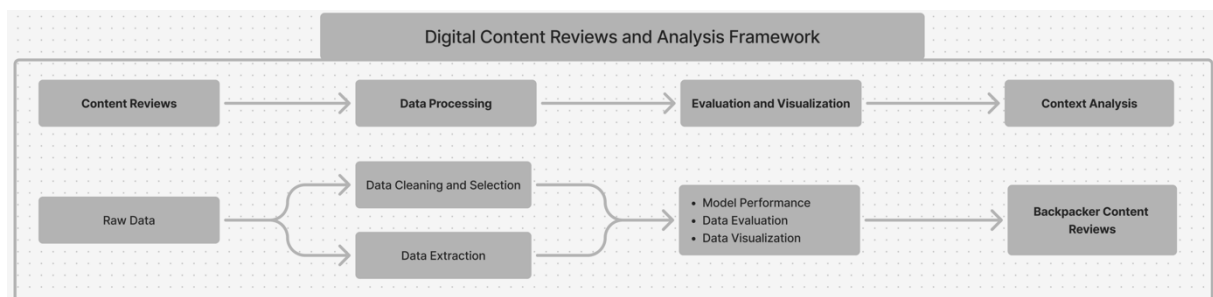 Digital Content Reviews and Analysis Framework
Content Reviews
Data Processing
Evaluation and Visualization
Context Analysis
Raw Data
Data Cleaning and Selection
Data Extraction
• Model Performance
• Data Evaluation
• Data Visualization
Backpacker Content
Reviews